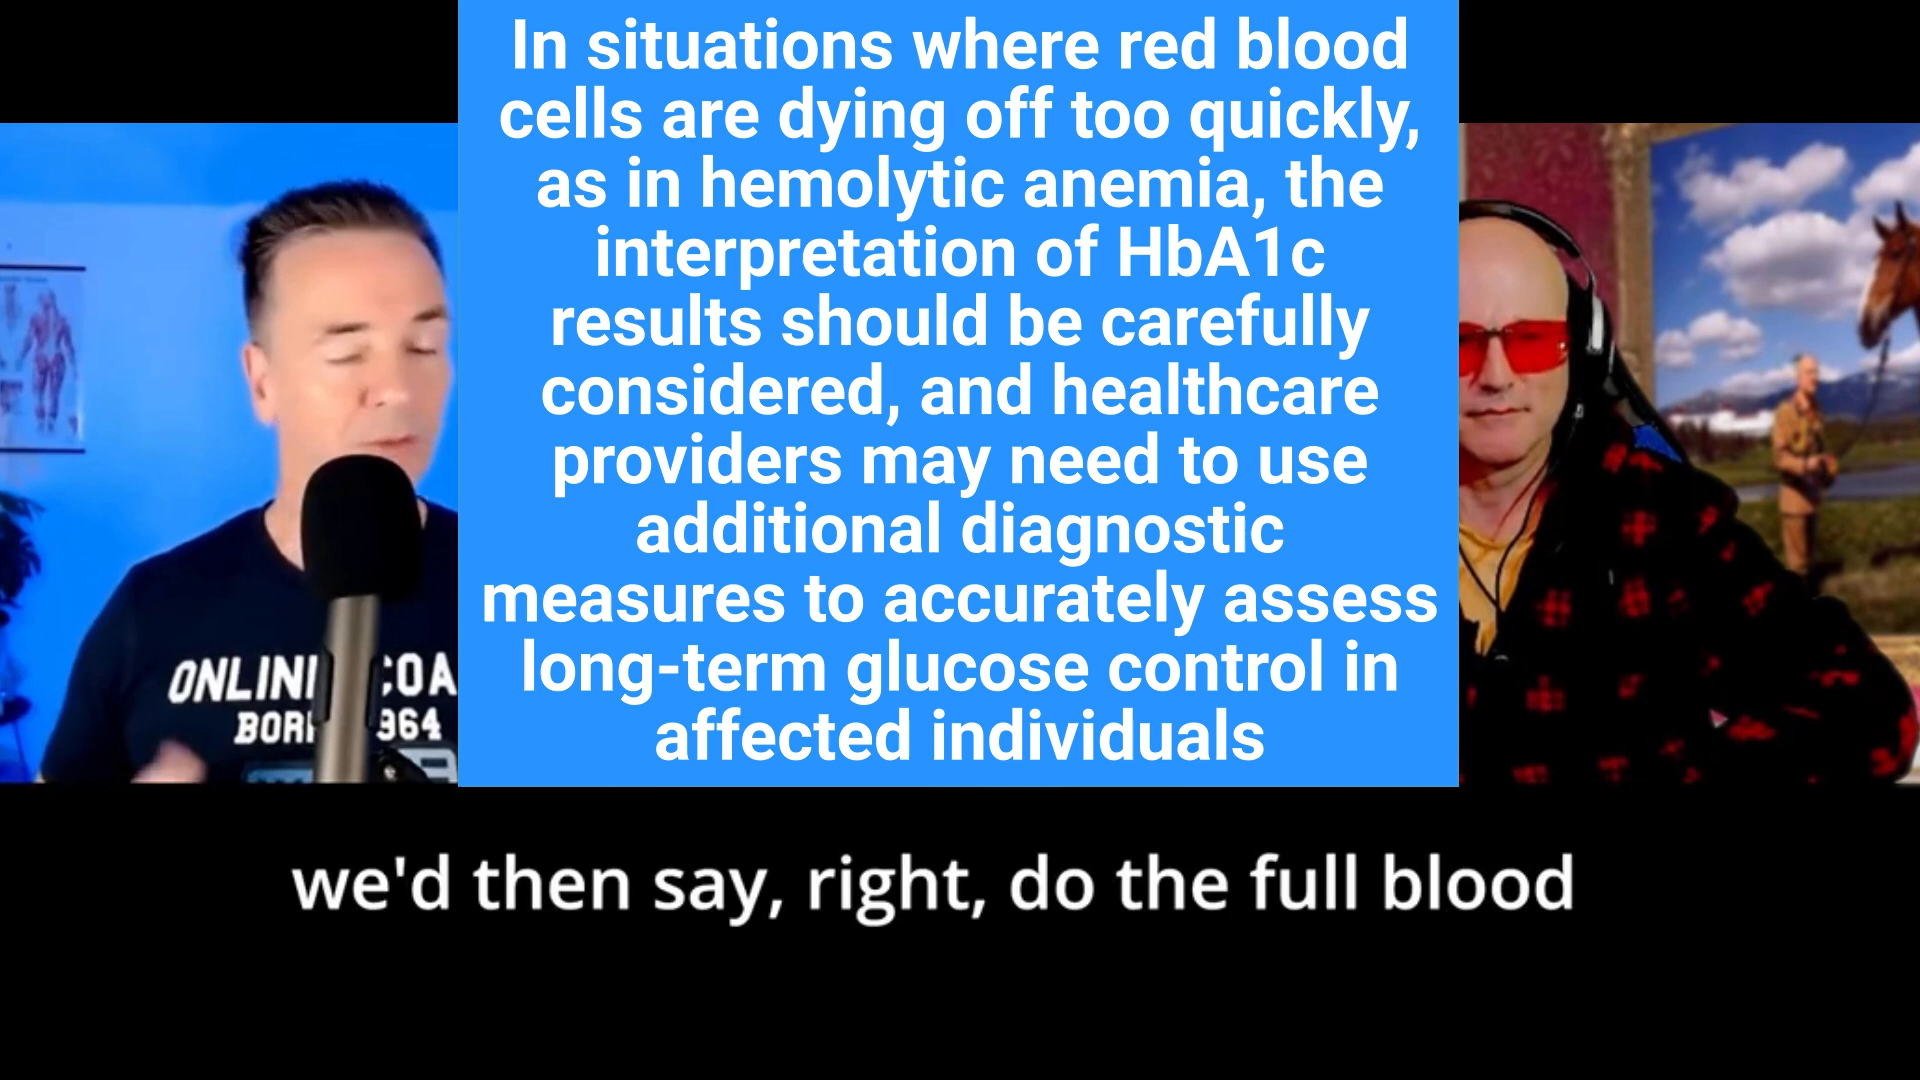 In situations where red blood
cells are dying off too quickly,
as in hemolytic anemia, the
interpretation of HbA1c
results should be carefully
considered, and healthcare
providers may need to use
additional diagnostic
measures to accurately assess
long-term glucose control in
affected individuals
we'd then say, right, do the full blood